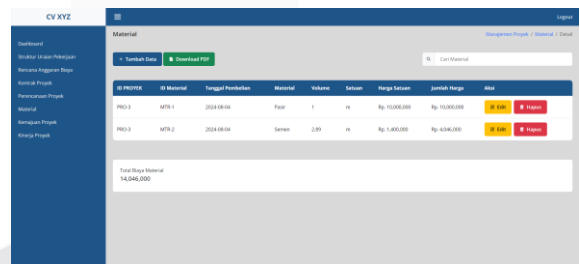 CV XYZ
Logout
Dashboard
Struktur Uraian Pekerjaan
Rencana Anggaran Biaya
Kontrak Proyek
Perencanaan Proyek
Material
Kemajuan Proyek
Kinerja Proyek
Material
Manajemen Proyek / Material / Detail
+ Tambah Data
Download PDF
Cari Material
ID PROYEK ID Material Tanggal Pembelian Material Volume Satuan Harga Satuan Jumlah Harga Aksi
PRO-3 MTR-1 2024-08-04 Pasir 1 m Rp. 10,000,000 Rp. 10,000,000 Edit Hapus
PRO-3 MTR-2 2024-08-04 Semen 2.89 m Rp. 1,400,000 Rp. 4,046,000 Edit Hapus
Total Biaya Material
14,046,000